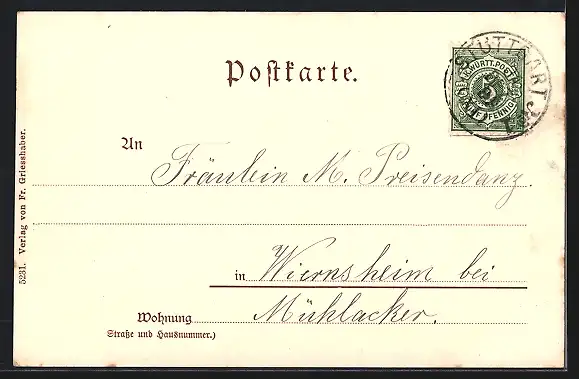 Postkarte.
STUTTGART
K.WÜRTT.POST
5
FÜNF PFENNIG
An
Fräulein M. Preisendanz.
in Wiernsheim bei
Mühlacker.
Wohnung
Straße und Hausnummer.)
5231. Verlag von Fr. Griesshaber.